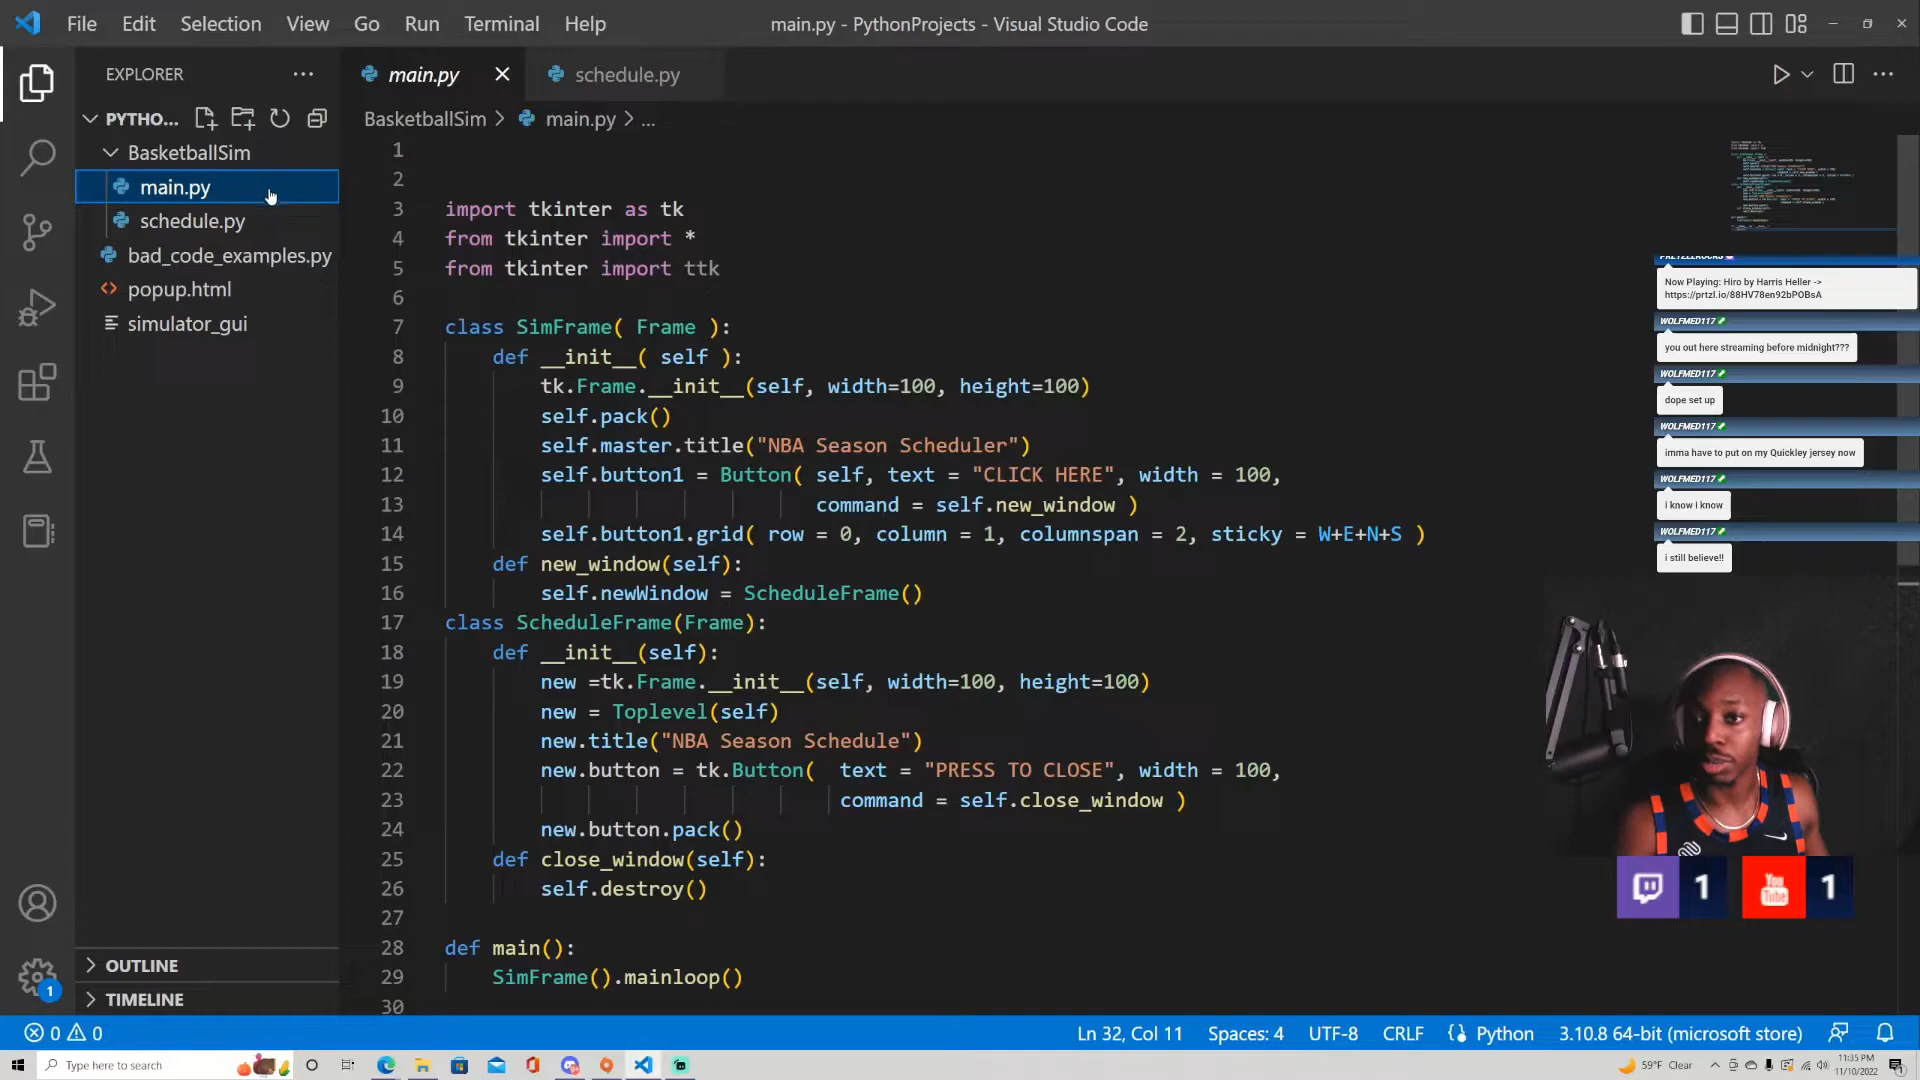 File Edit Selection View Go Run Terminal Help
main.py - PythonProjects - Visual Studio Code
EXPLORER
PYTHO...
BasketballSim
main.py
schedule.py
bad_code_examples.py
popup.html
simulator_gui
OUTLINE
TIMELINE
main.py
schedule.py
BasketballSim > main.py > ...
1
2
3 import tkinter as tk
4 from tkinter import *
5 from tkinter import ttk
6
7 class SimFrame( Frame ):
8 def __init__( self ):
9 tk.Frame.__init__(self, width=100, height=100)
10 self.pack()
11 self.master.title("NBA Season Scheduler")
12 self.button1 = Button( self, text = "CLICK HERE", width = 100,
13 command = self.new_window )
14 self.button1.grid( row = 0, column = 1, columnspan = 2, sticky = W+E+N+S )
15 def new_window(self):
16 self.newWindow = ScheduleFrame()
17 class ScheduleFrame(Frame):
18 def __init__(self):
19 new =tk.Frame.__init__(self, width=100, height=100)
20 new = Toplevel(self)
21 new.title("NBA Season Schedule")
22 new.button = tk.Button(  text = "PRESS TO CLOSE", width = 100,
23 command = self.close_window )
24 new.button.pack()
25 def close_window(self):
26 self.destroy()
27
28 def main():
29 SimFrame().mainloop()
30
PRETZELROCKS
Now Playing: Hiro by Harris Heller ->
https://prtzl.io/88HV78en92bPOBsA
WOLFMED117
you out here streaming before midnight???
WOLFMED117
dope set up
WOLFMED117
imma have to put on my Quickley jersey now
WOLFMED117
i know i know
WOLFMED117
i still believe!!
1
You
Tube
1
1
0 0
Ln 32, Col 11 Spaces: 4 UTF-8 CRLF Python 3.10.8 64-bit (microsoft store)
Type here to search
59°F Clear
11:35 PM
11/10/2022